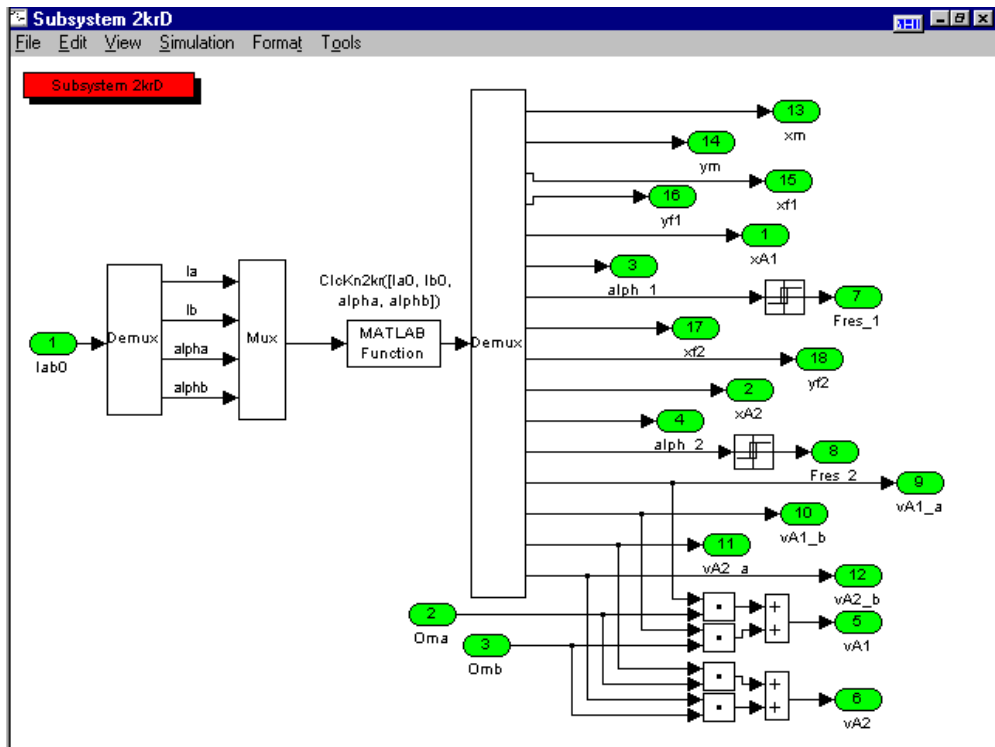 Subsystem 2krD
File Edit View Simulation Format Tools
Subsystem 2krD
1
Iab0
Demux
Ia
Ib
alpha
alphb
Mux
ClcKn2kr([Ia0, Ib0,
alpha, alphb])
MATLAB
Function
Demux
13
xm
14
ym
15
xf1
16
yf1
1
xA1
3
alph_1
7
Fres_1
17
xf2
18
yf2
2
xA2
4
alph_2
8
Fres_2
9
vA1_a
10
vA1_b
11
vA2_a
12
vA2_b
2
Oma
3
Omb
+
+
5
vA1
+
+
6
vA2